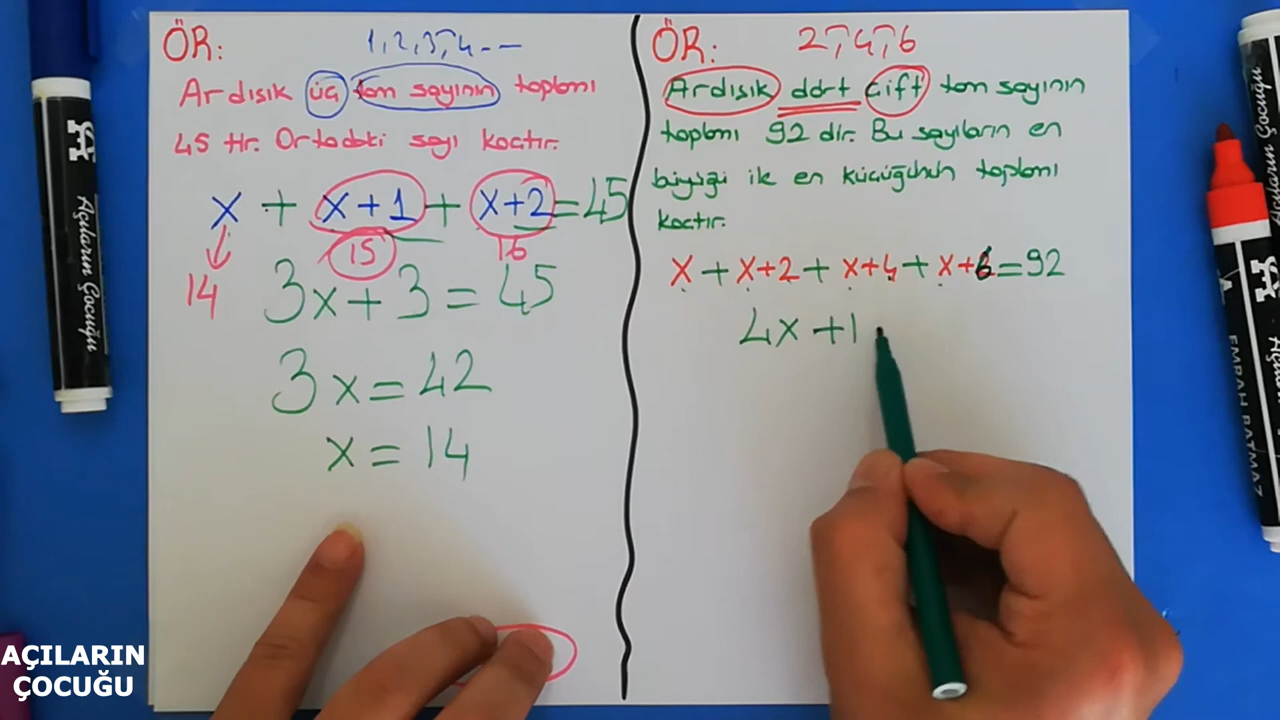 ÖR:
1,2,3,4---
Ardışık üç tam sayının toplamı
45 tir. Ortadaki sayı kaçtır.
x + x+1 + x+2 = 45
14
15
16
3x+3 = 45
3x = 42
x = 14
ÖR:
2,4,6
Ardışık dört çift tam sayının
toplamı 92 dir. Bu sayıların en
büyüğü ile en küçüğünün toplamı
kaçtır.
x + x+2 + x+4 + x+6 = 92
4x +1
Açıların Çocuğu
Açıların Çocuğu
EMRAH BATMAZ
AÇILARIN
ÇOCUĞU